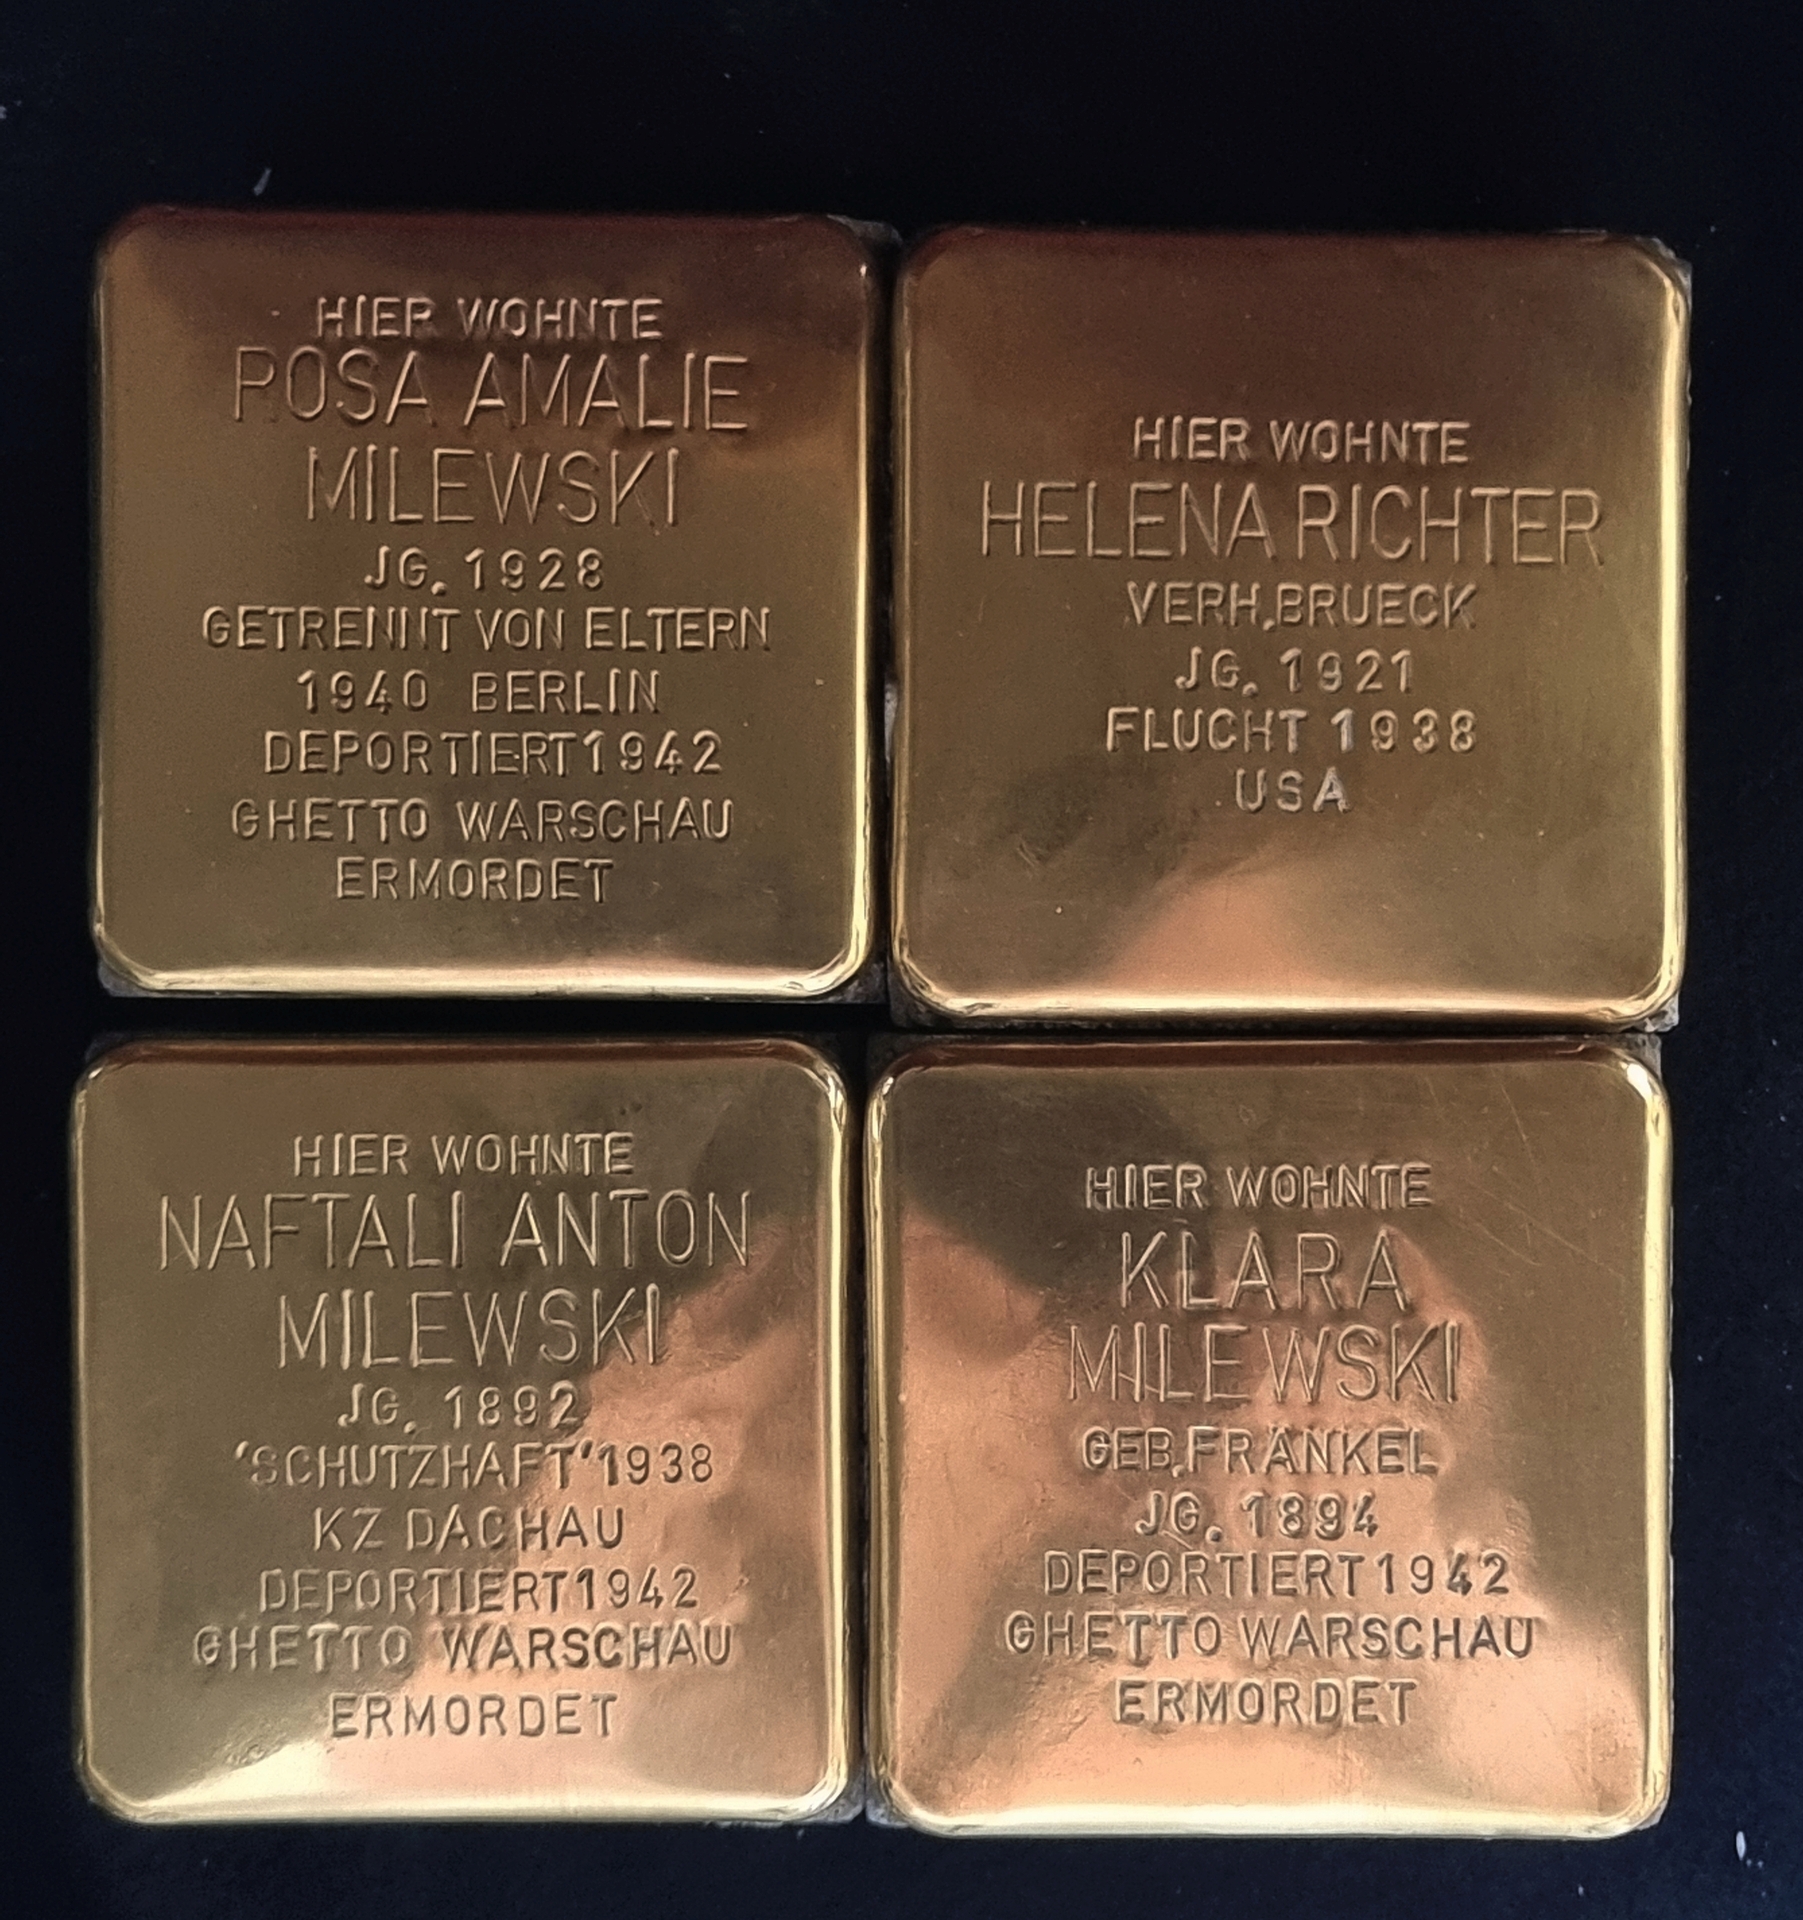 HIER WOHNTE
ROSA AMALIE
MILEWSKI
JG. 1928
GETRENNT VON ELTERN
1940 BERLIN
DEPORTIERT 1942
GHETTO WARSCHAU
ERMORDET
HIER WOHNTE
HELENA RICHTER
VERH. BRUECK
JG. 1921
FLUCHT 1938
USA
HIER WOHNTE
NAFTALI ANTON
MILEWSKI
JG. 1892
'SCHUTZHAFT' 1938
KZ DACHAU
DEPORTIERT 1942
GHETTO WARSCHAU
ERMORDET
HIER WOHNTE
KLARA
MILEWSKI
GEB. FRÄNKEL
JG. 1894
DEPORTIERT 1942
GHETTO WARSCHAU
ERMORDET